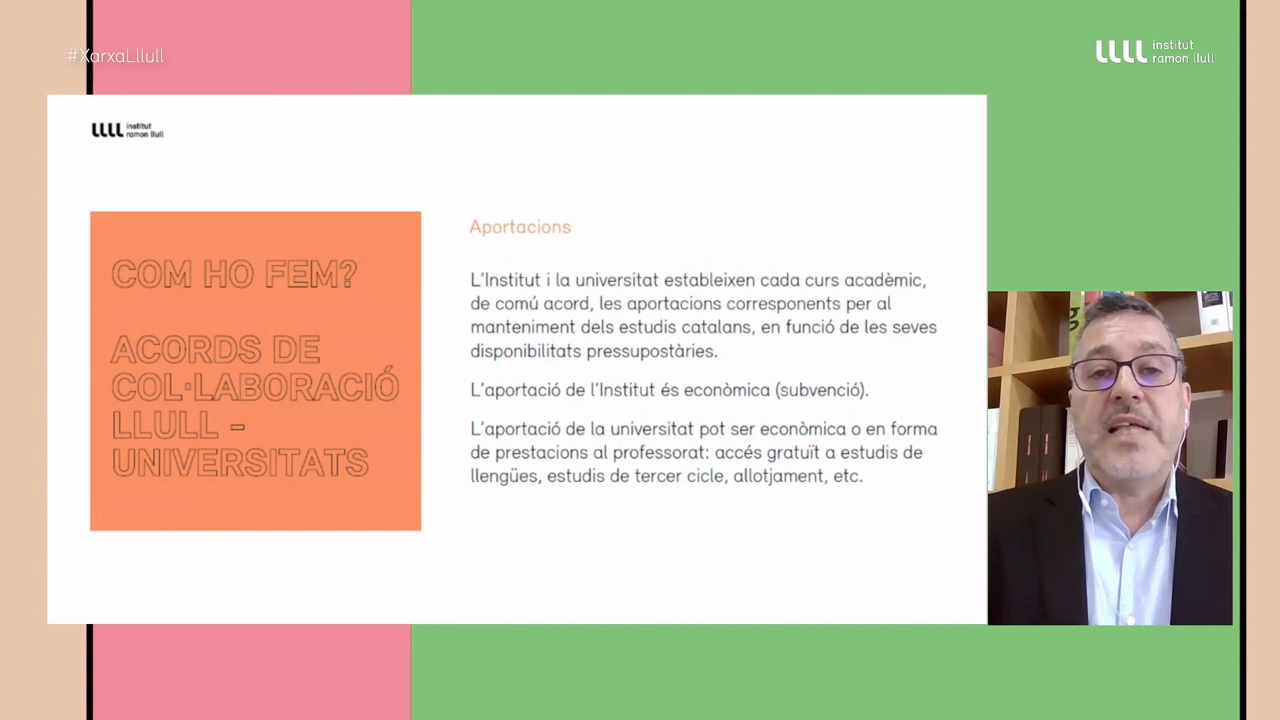 #XarxaLlull
LLLL institut
ramon llull
LLLL institut
ramon llull
COM HO FEM?
ACORDS DE
COL·LABORACIÓ
LLULL -
UNIVERSITATS
Aportacions
L'Institut i la universitat estableixen cada curs acadèmic,
de comú acord, les aportacions corresponents per al
manteniment dels estudis catalans, en funció de les seves
disponibilitats pressupostàries.
L'aportació de l'Institut és econòmica (subvenció).
L'aportació de la universitat pot ser econòmica o en forma
de prestacions al professorat: accés gratuït a estudis de
llengües, estudis de tercer cicle, allotjament, etc.